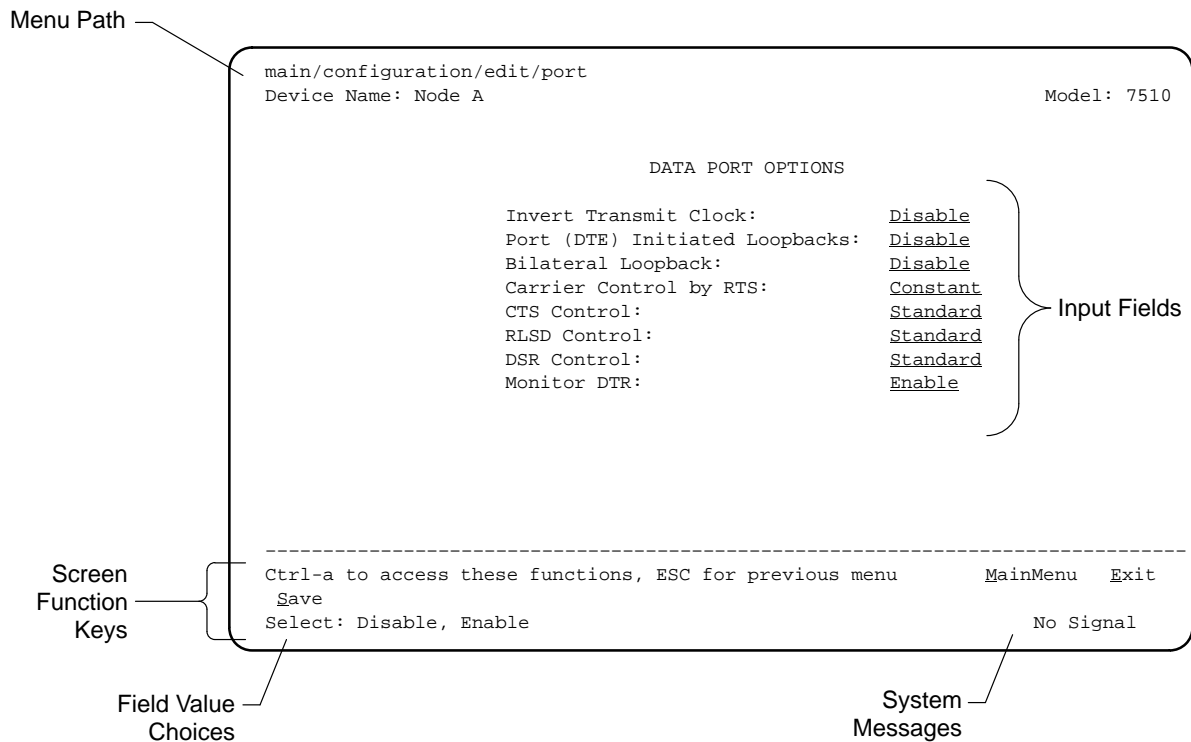 Menu Path
main/configuration/edit/port
Device Name: Node A Model: 7510
DATA PORT OPTIONS
Invert Transmit Clock: Disable
Port (DTE) Initiated Loopbacks: Disable
Bilateral Loopback: Disable
Carrier Control by RTS: Constant
CTS Control: Standard
RLSD Control: Standard
DSR Control: Standard
Monitor DTR: Enable
Input Fields
--------------------------------------------------------------------------------
Screen
Function
Keys
Ctrl-a to access these functions, ESC for previous menu MainMenu Exit
Save
Select: Disable, Enable No Signal
Field Value
Choices
System
Messages